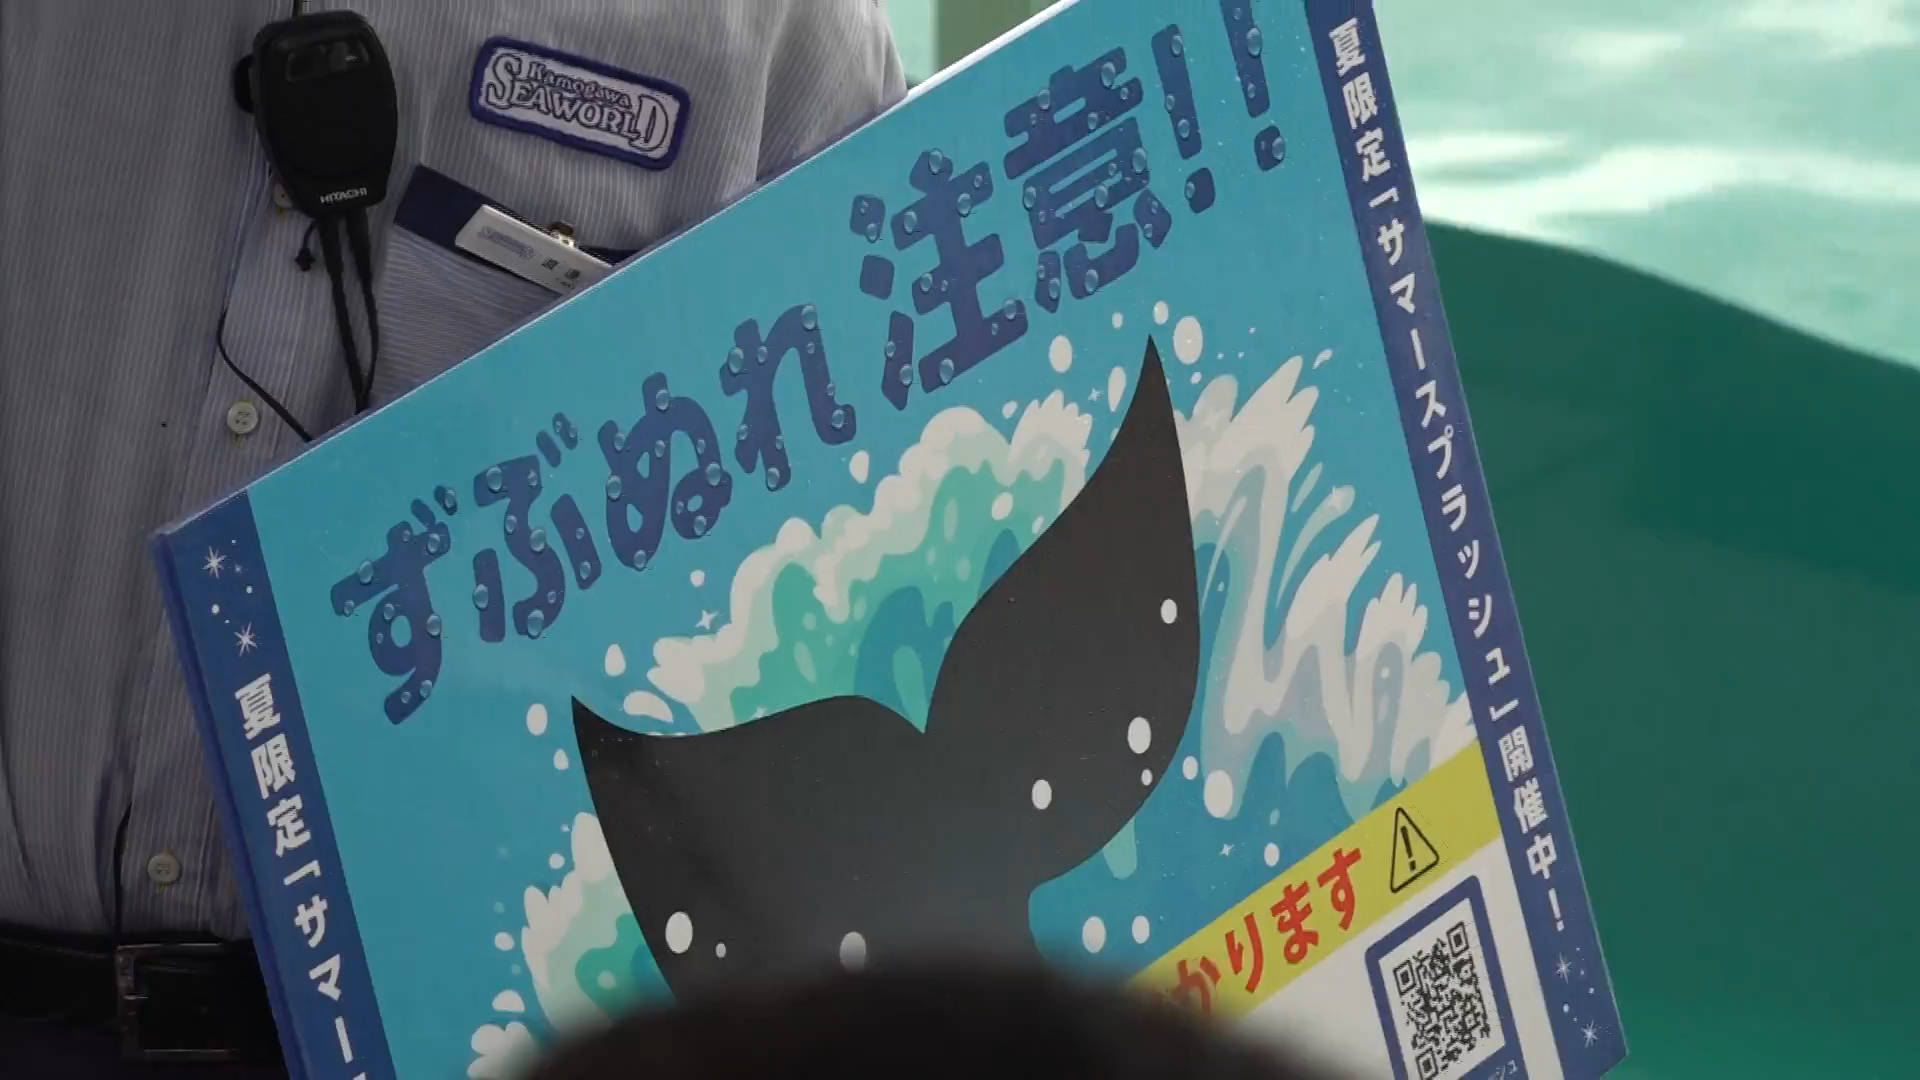 Kamogawa
SEAWORLD
HITACHI
ずぶぬれ注意!!
夏限定「サマースプラッシュ」開催中!
夏限定「サマー
かります